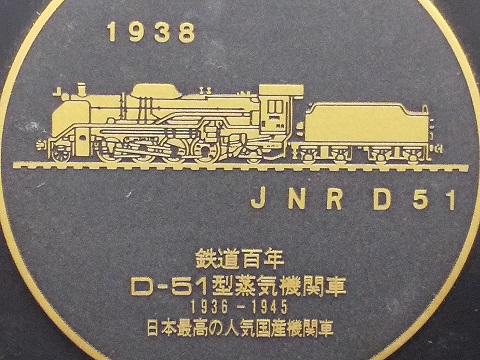 1938
JNR D51
鉄道百年
D-51型蒸気機関車
1936-1945
日本最高の人気国産機関車